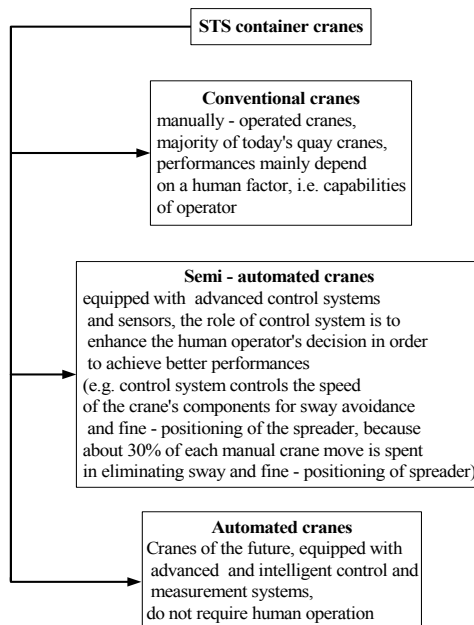 STS container cranes
Conventional cranes
manually - operated cranes,
majority of today's quay cranes,
performances mainly depend
on a human factor, i.e. capabilities
of operator
Semi - automated cranes
equipped with advanced control systems
and sensors, the role of control system is to
enhance the human operator's decision in order
to achieve better performances
(e.g. control system controls the speed
of the crane's components for sway avoidance
and fine - positioning of the spreader, because
about 30% of each manual crane move is spent
in eliminating sway and fine - positioning of spreader)
Automated cranes
Cranes of the future, equipped with
advanced and intelligent control and
measurement systems,
do not require human operation